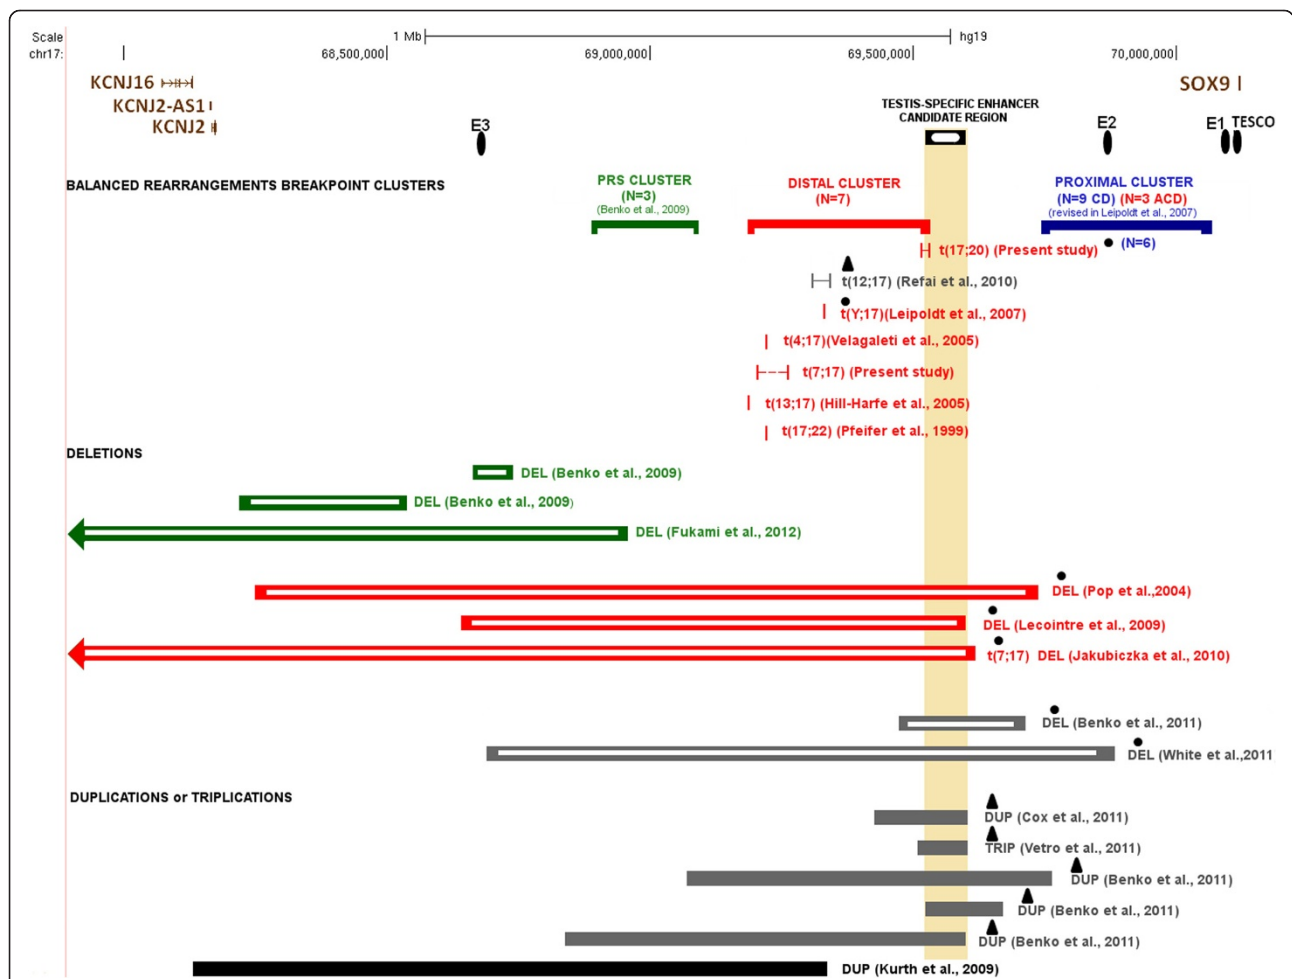 Scale 1 Mb hg19
chr17: 68,500,000 69,000,000 69,500,000 70,000,000
KCNJ16 SOX9
KCNJ2-AS1
KCNJ2
TESTIS-SPECIFIC ENHANCER
CANDIDATE REGION
E3 E2 E1 TESCO
BALANCED REARRANGEMENTS BREAKPOINT CLUSTERS
PRS CLUSTER
(N=3)
(Benko et al., 2009)
DISTAL CLUSTER
(N=7)
PROXIMAL CLUSTER
(N=9 CD) (N=3 ACD)
(revised in Leipoldt et al., 2007)
(N=6)
t(17;20) (Present study)
t(12;17) (Refai et al., 2010)
t(Y;17)(Leipoldt et al., 2007)
t(4;17)(Velagaleti et al., 2005)
t(7;17) (Present study)
t(13;17) (Hill-Harfe et al., 2005)
t(17;22) (Pfeifer et al., 1999)
DELETIONS
DEL (Benko et al., 2009)
DEL (Benko et al., 2009)
DEL (Fukami et al., 2012)
DEL (Pop et al.,2004)
DEL (Lecointre et al., 2009)
t(7;17) DEL (Jakubiczka et al., 2010)
DEL (Benko et al., 2011)
DEL (White et al.,2011
DUPLICATIONS or TRIPLICATIONS
DUP (Cox et al., 2011)
TRIP (Vetro et al., 2011)
DUP (Benko et al., 2011)
DUP (Benko et al., 2011)
DUP (Benko et al., 2011)
DUP (Kurth et al., 2009)